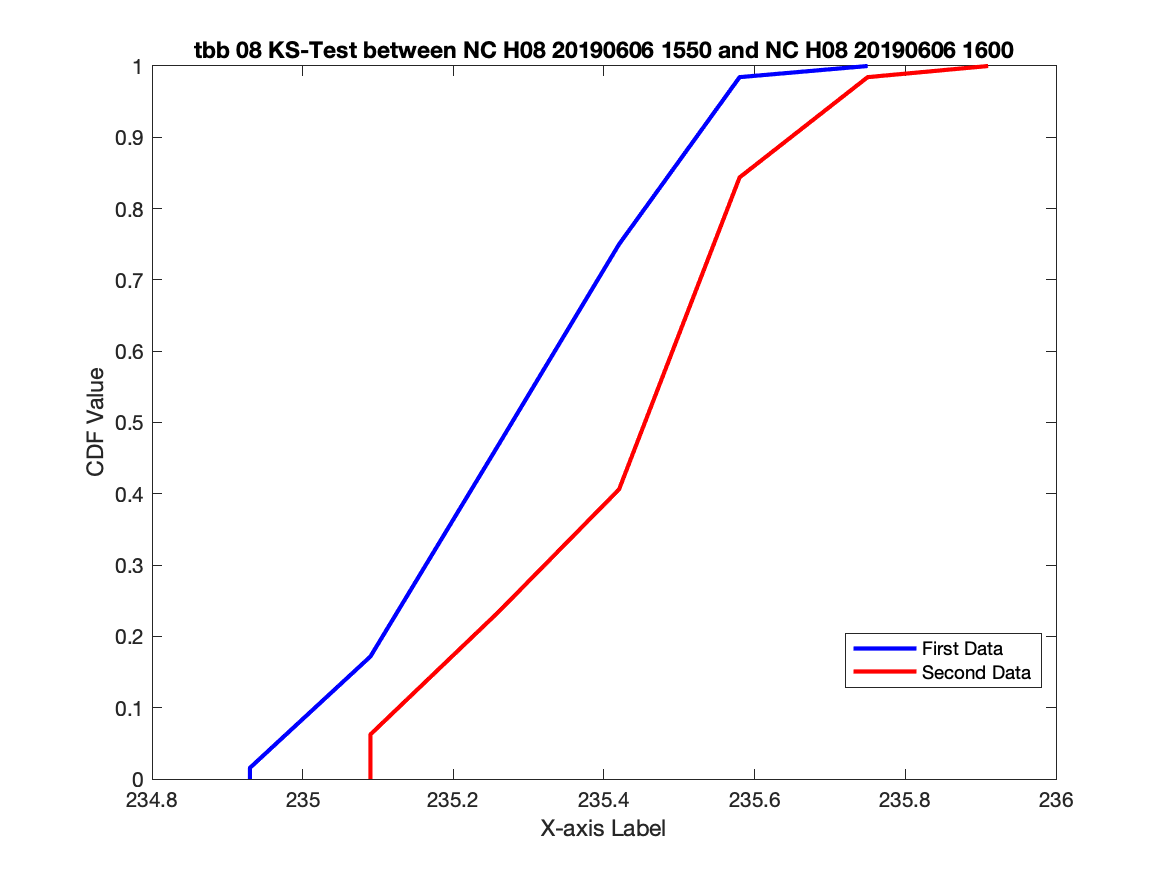 tbb 08 KS-Test between NC H08 20190606 1550 and NC H08 20190606 1600
1
0.9
0.8
0.7
0.6
0.5
0.4
0.3
0.2
0.1
0
CDF Value
First Data
Second Data
234.8 235 235.2 235.4 235.6 235.8 236
X-axis Label